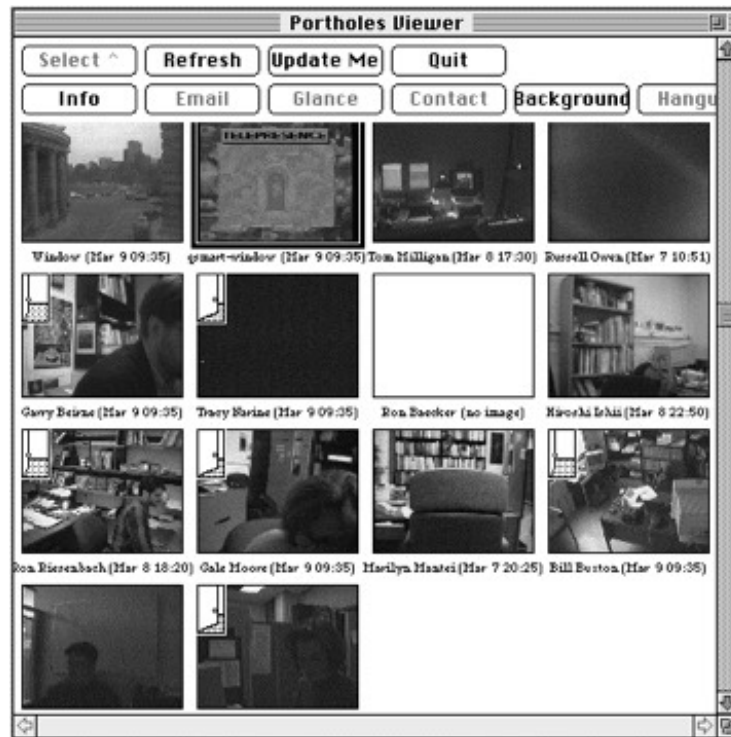 Portholes Viewer
Select ^ Refresh Update Me Quit
Info Email Glance Contact Background Hangu
TELEPRESENCE
Window (Mar 9 09:35) qsmart-window (Mar 9 09:35) Tom Milligan (Mar 8 17:30) Russell Owen (Mar 7 10:51)
Garry Beirne (Mar 9 09:35) Tracy Narine (Mar 9 09:35) Ron Baecker (no image) Hiroshi Ishii (Mar 8 22:50)
Ron Riesenbach (Mar 8 18:20) Gale Moore (Mar 9 09:35) Marilyn Mantei (Mar 7 20:25) Bill Buxton (Mar 9 09:35)